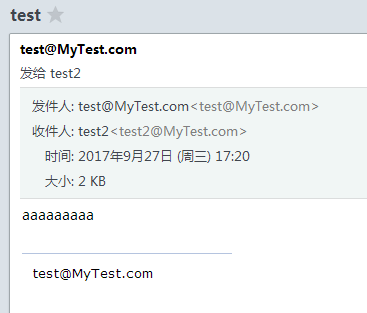 test
test@MyTest.com
发给 test2
发件人: test@MyTest.com<test@MyTest.com>
收件人: test2<test2@MyTest.com>
时间: 2017年9月27日 (周三) 17:20
大小: 2 KB
aaaaaaaaa
test@MyTest.com